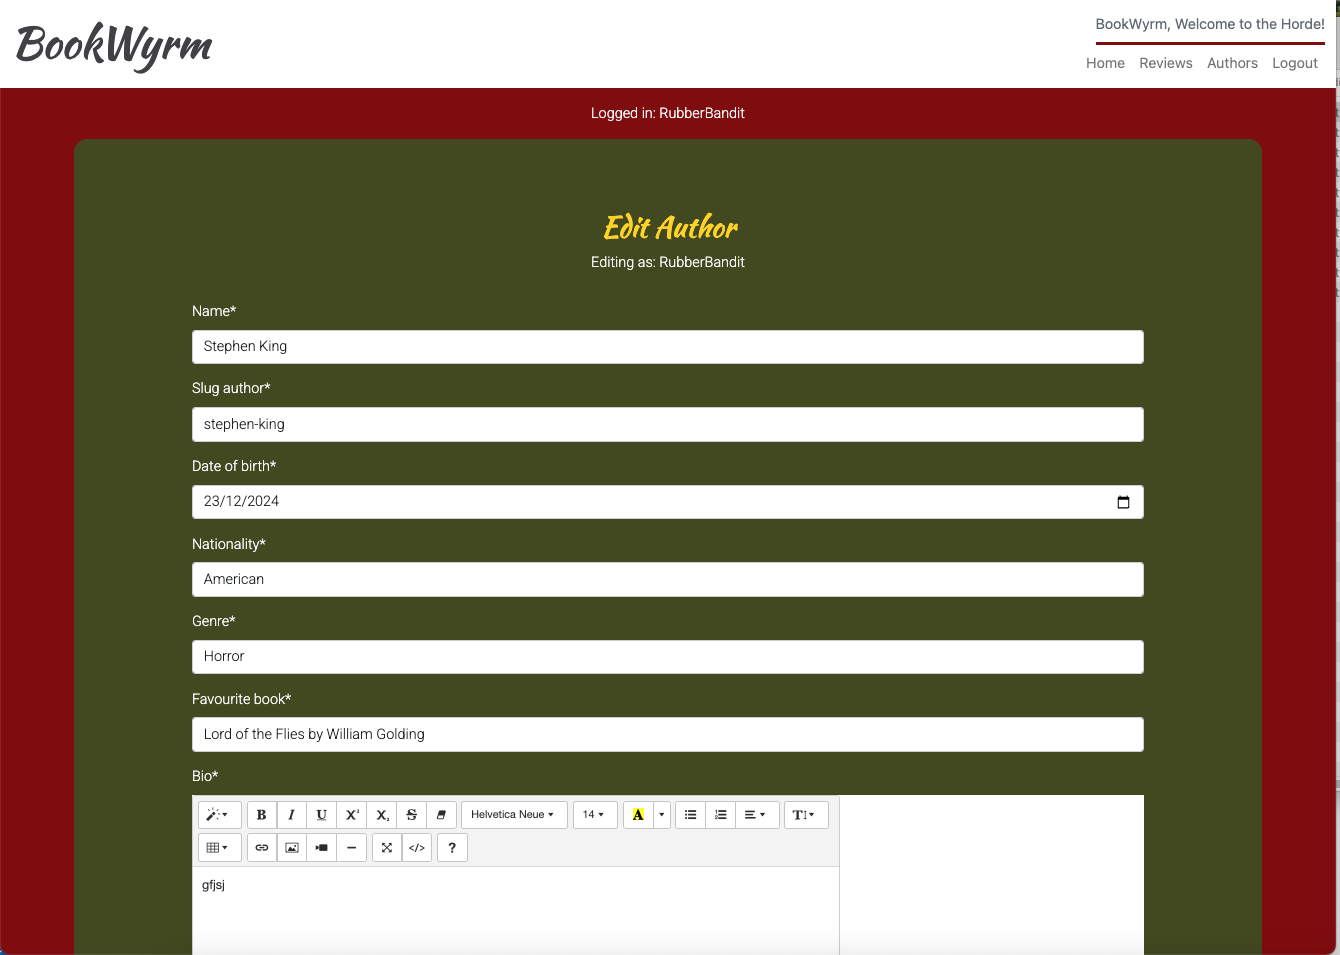 BookWyrm
BookWyrm, Welcome to the Horde!
Home Reviews Authors Logout
Logged in: RubberBandit
Edit Author
Editing as: RubberBandit
Name*
Stephen King
Slug author*
stephen-king
Date of birth*
23/12/2024
Nationality*
American
Genre*
Horror
Favourite book*
Lord of the Flies by William Golding
Bio*
B I U X² X₂ S Helvetica Neue 14 A T
</> ?
gfjsj